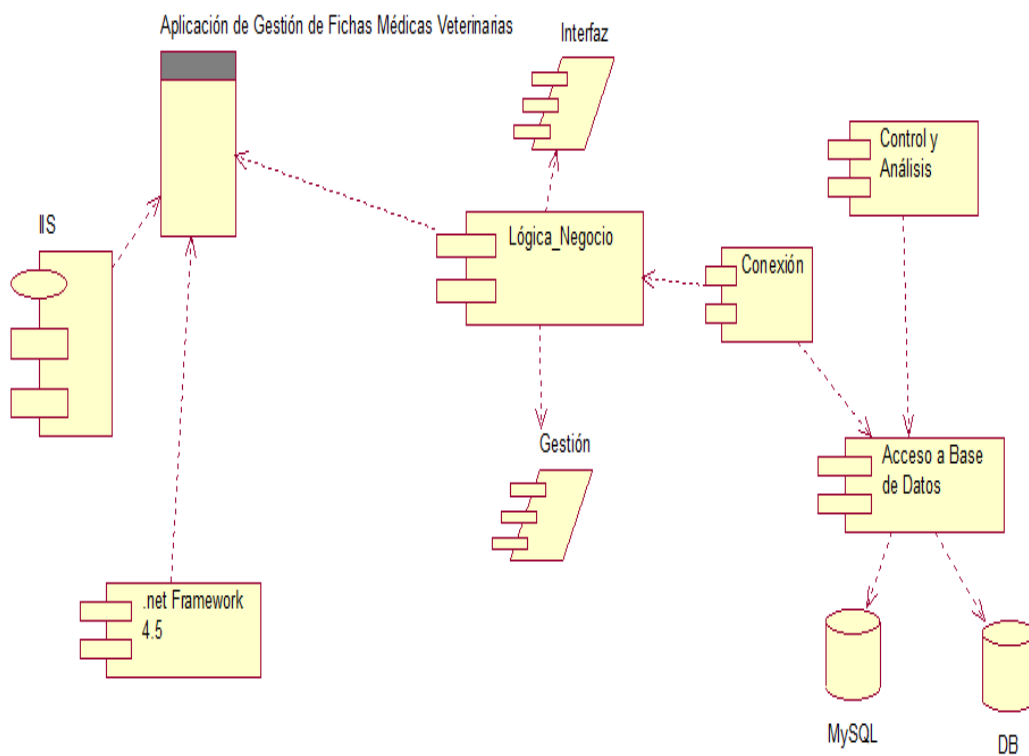 Aplicación de Gestión de Fichas Médicas Veterinarias
Interfaz
Control y
Análisis
IIS
Lógica_Negocio
Conexión
Gestión
Acceso a Base
de Datos
.net Framework
4.5
MySQL
DB